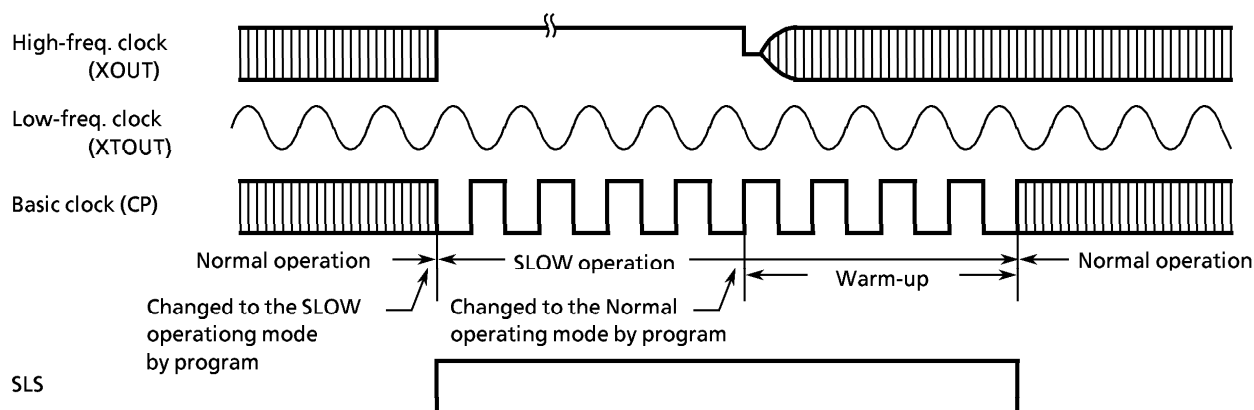 High-freq. clock
(XOUT)
Low-freq. clock
(XTOUT)
Basic clock (CP)
Normal operation
SLOW operation
Normal operation
Warm-up
Changed to the SLOW
operationg mode
by program
Changed to the Normal
operating mode by program
SLS